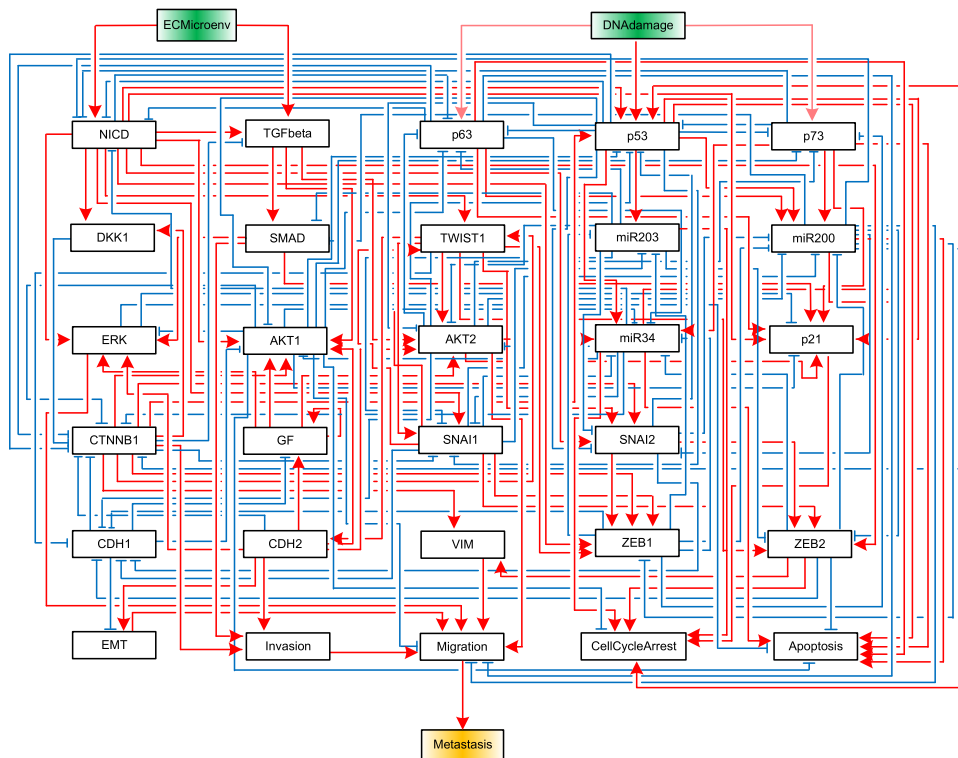 ECMicroenv
DNAdamage
NICD
TGFbeta
p63
p53
p73
DKK1
SMAD
TWIST1
miR203
miR200
ERK
AKT1
AKT2
miR34
p21
CTNNB1
GF
SNAI1
SNAI2
CDH1
CDH2
VIM
ZEB1
ZEB2
EMT
Invasion
Migration
CellCycleArrest
Apoptosis
Metastasis